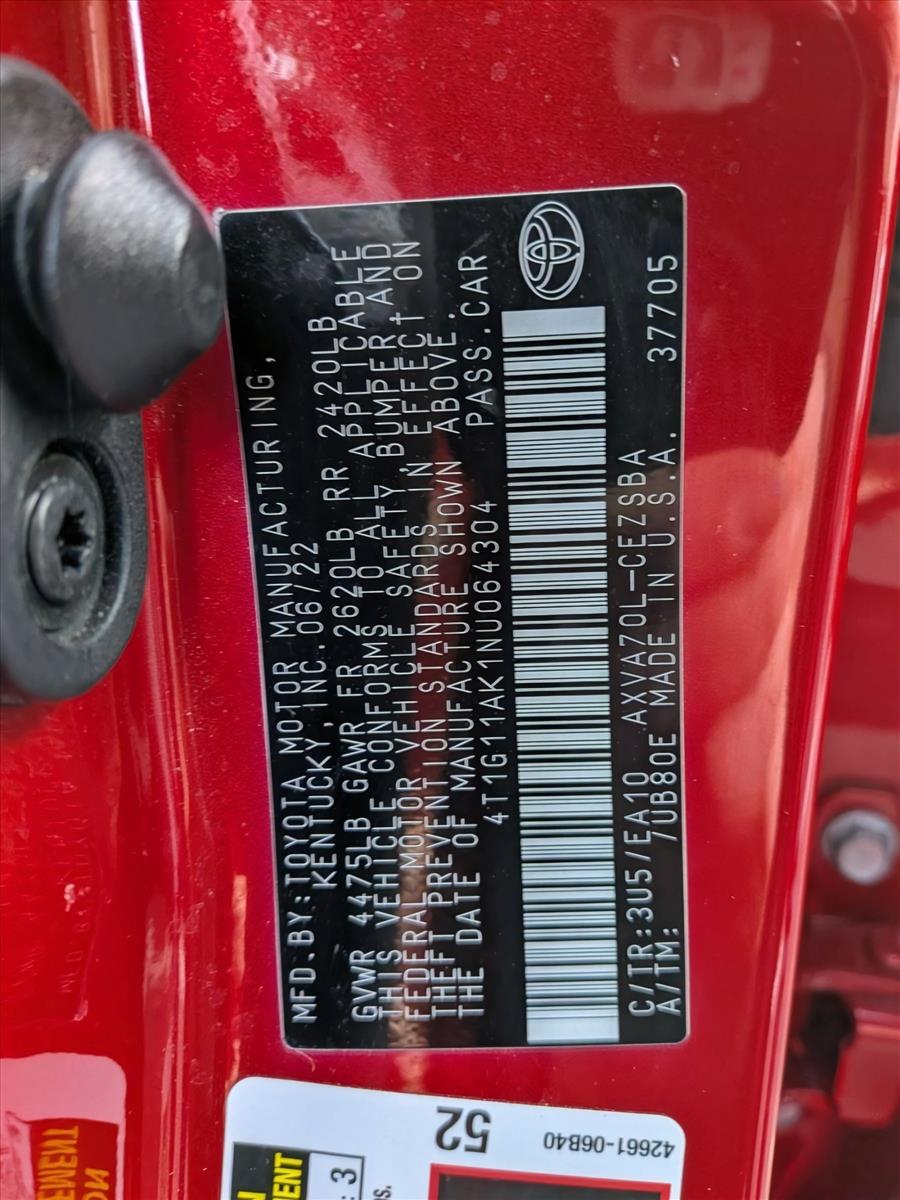 MFD.BY:TOYOTA MOTOR MANUFACTURING,
KENTUCKY,INC.06/22
GVWR 4475LB GAWR FR 2620LB RR 2420LB
THIS VEHICLE CONFORMS TO ALL APPLICABLE
FEDERAL MOTOR VEHICLE SAFETY,BUMPER AND
THEFT PREVENTION STANDARDS IN EFFECT ON
THE DATE OF MANUFACTURE SHOWN ABOVE.
4T1G11AK1NU064304 PASS.CAR
C/TR:3U5/EA10 AXVA70L-CEZSBA
A/TM: /UB80E MADE IN U.S.A. 37705
52
42661-06B40
3